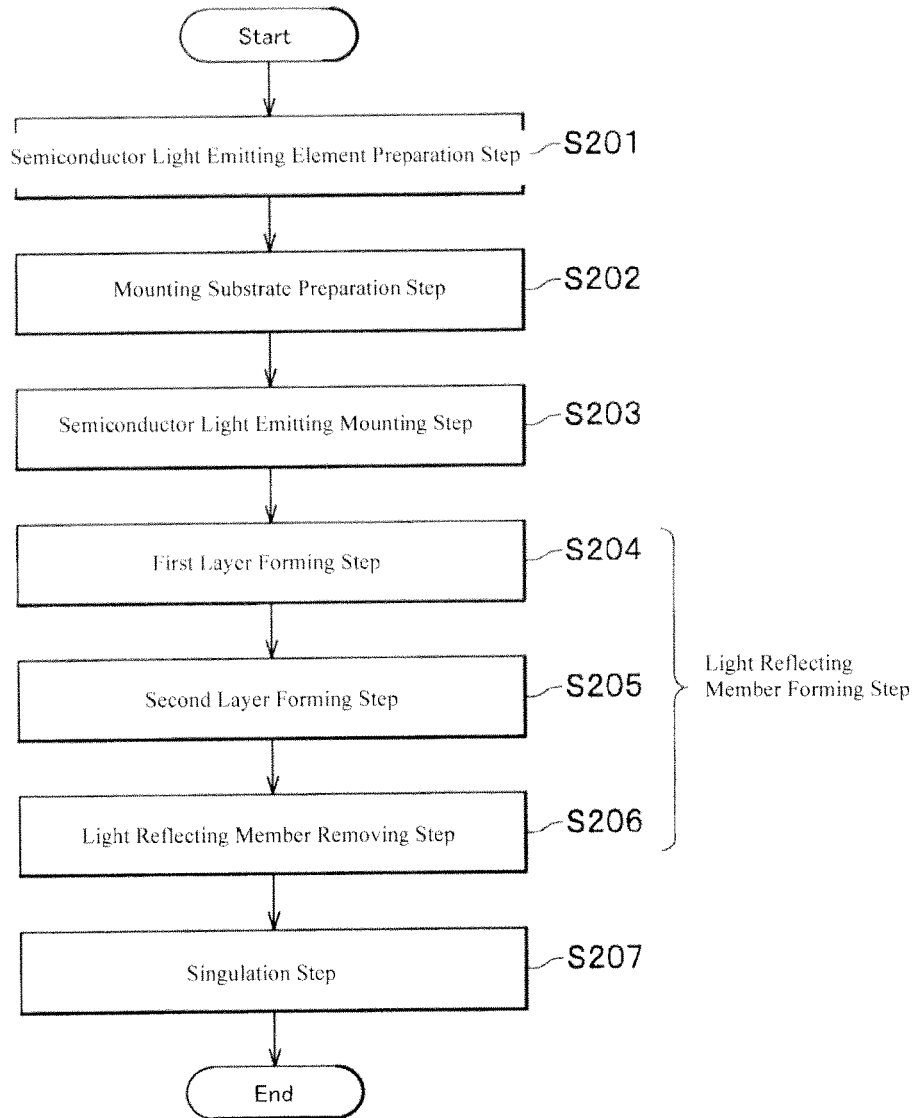 Start
Semiconductor Light Emitting Element Preparation Step
S201
Mounting Substrate Preparation Step
S202
Semiconductor Light Emitting Mounting Step
S203
First Layer Forming Step
S204
Second Layer Forming Step
S205
Light Reflecting Member Removing Step
S206
Light Reflecting
Member Forming Step
Singulation Step
S207
End